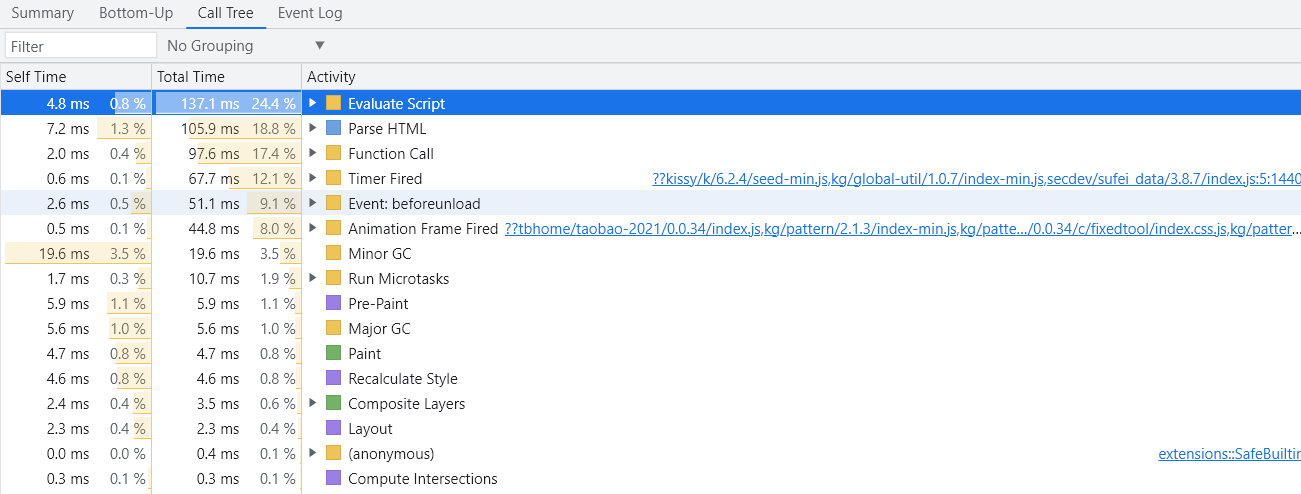 Summary Bottom-Up Call Tree Event Log
Filter No Grouping ▼
Self Time Total Time Activity
4.8 ms 0.8 % 137.1 ms 24.4 % Evaluate Script
7.2 ms 1.3 % 105.9 ms 18.8 % Parse HTML
2.0 ms 0.4 % 97.6 ms 17.4 % Function Call
0.6 ms 0.1 % 67.7 ms 12.1 % Timer Fired ??kissy/k/6.2.4/seed-min.js,kg/global-util/1.0.7/index-min.js,secdev/sufei_data/3.8.7/index.js:5:1440
2.6 ms 0.5 % 51.1 ms 9.1 % Event: beforeunload
0.5 ms 0.1 % 44.8 ms 8.0 % Animation Frame Fired ??tbhome/taobao-2021/0.0.34/index.js,kg/pattern/2.1.3/index-min.js,kg/patte…/0.0.34/c/fixedtool/index.css.js,kg/patter…
19.6 ms 3.5 % 19.6 ms 3.5 % Minor GC
1.7 ms 0.3 % 10.7 ms 1.9 % Run Microtasks
5.9 ms 1.1 % 5.9 ms 1.1 % Pre-Paint
5.6 ms 1.0 % 5.6 ms 1.0 % Major GC
4.7 ms 0.8 % 4.7 ms 0.8 % Paint
4.6 ms 0.8 % 4.6 ms 0.8 % Recalculate Style
2.4 ms 0.4 % 3.5 ms 0.6 % Composite Layers
2.3 ms 0.4 % 2.3 ms 0.4 % Layout
0.0 ms 0.0 % 0.4 ms 0.1 % (anonymous) extensions::SafeBuiltin
0.3 ms 0.1 % 0.3 ms 0.1 % Compute Intersections